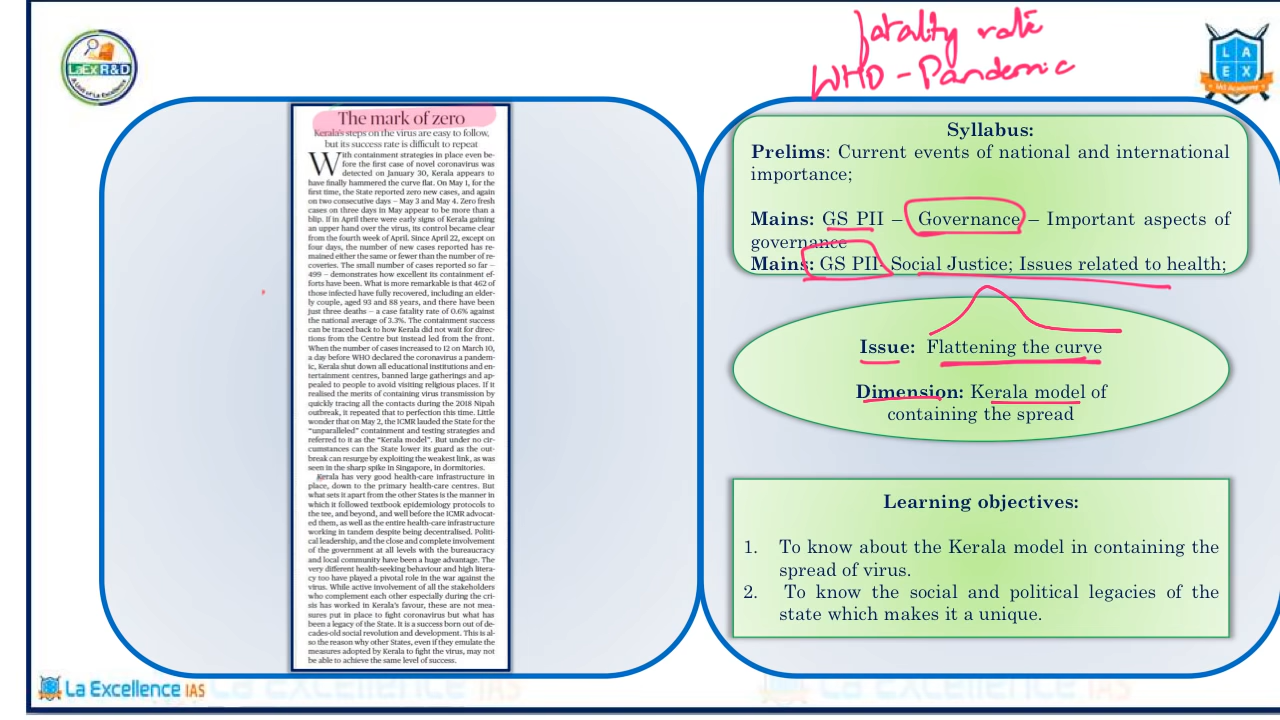 fatality rate
WHO - Pandemic
LaEx R&D
A Unit of La Excellence
L A
E X
The mark of zero
Kerala's steps on the virus are easy to follow,
but its success rate is difficult to repeat
With containment strategies in place even be-
fore the first case of novel coronavirus was
detected on January 30, Kerala appears to
have finally hammered the curve flat. On May 1, for the
first time, the State reported zero new cases, and again
on two consecutive days – May 3 and May 4. Zero fresh
cases on three days in May appear to be more than a
blip. If in April there were early signs of Kerala gaining
an upper hand over the virus, its control became clear
from the fourth week of April. Since April 22, except on
four days, the number of new cases reported has re-
mained either the same or fewer than the number of re-
coveries. The small number of cases reported so far –
499 – demonstrates how excellent its containment ef-
forts have been. What is more remarkable is that 462 of
those infected have fully recovered, including an elder-
ly couple, aged 93 and 88 years, and there have been
just three deaths – a case fatality rate of 0.6% against
the national average of 3.3%. The containment success
can be traced back to how Kerala did not wait for direc-
tions from the Centre but instead led from the front.
When the number of cases increased to 12 on March 10,
a day before WHO declared the coronavirus a pandem-
ic, Kerala shut down all educational institutions and en-
tertainment centres, banned large gatherings and ap-
pealed to people to avoid visiting religious places. If it
realised the merits of containing virus transmission by
quickly tracing all the contacts during the 2018 Nipah
outbreak, it repeated that to perfection this time. Little
wonder that on May 2, the ICMR lauded the State for the
"unparalleled" containment and testing strategies and
referred to it as the "Kerala model". But under no cir-
cumstances can the State lower its guard as the out-
break can resurge by exploiting the weakest link, as was
seen in the sharp spike in Singapore, in dormitories.
Kerala has very good health-care infrastructure in
place, down to the primary health-care centres. But
what sets it apart from the other States is the manner in
which it followed textbook epidemiology protocols to
the tee, and beyond, and well before the ICMR advocat-
ed them, as well as the entire health-care infrastructure
working in tandem despite being decentralised. Politi-
cal leadership, and the close and complete involvement
of the government at all levels with the bureaucracy
and local community have been a huge advantage. The
very different health-seeking behaviour and high litera-
cy too have played a pivotal role in the war against the
virus. While active involvement of all the stakeholders
who complement each other especially during the cri-
sis has worked in Kerala's favour, these are not mea-
sures put in place to fight coronavirus but what has
been a legacy of the State. It is a success born out of de-
cades-old social revolution and development. This is al-
so the reason why other States, even if they emulate the
measures adopted by Kerala to fight the virus, may not
be able to achieve the same level of success.
Syllabus:
Prelims: Current events of national and international
importance;
Mains: GS PII – Governance – Important aspects of
governance
Mains: GS PII- Social Justice; Issues related to health;
Issue: Flattening the curve
Dimension: Kerala model of
containing the spread
Learning objectives:
1. To know about the Kerala model in containing the
spread of virus.
2. To know the social and political legacies of the
state which makes it a unique.
La Excellence IAS
La Excellence IAS
La Excellence IAS